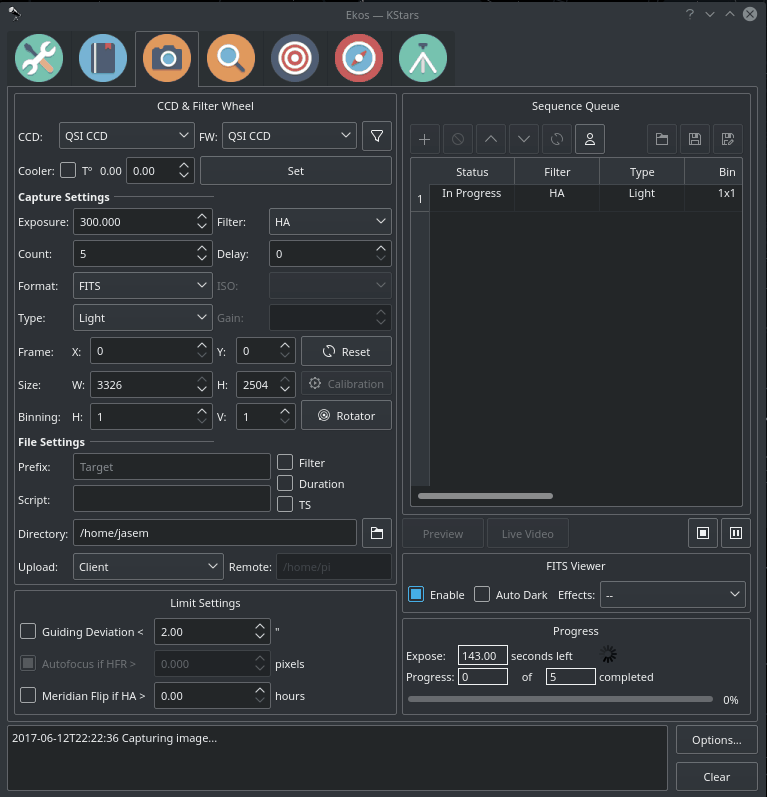 Ekos — KStars
CCD & Filter Wheel
CCD: QSI CCD FW: QSI CCD
Cooler: Tº 0.00 0.00 Set
Capture Settings
Exposure: 300.000 Filter: HA
Count: 5 Delay: 0
Format: FITS ISO:
Type: Light Gain:
Frame: X: 0 Y: 0 Reset
Size: W: 3326 H: 2504 Calibration
Binning: H: 1 V: 1 Rotator
File Settings
Prefix: Target Filter
Duration
Script: TS
Directory: /home/jasem
Upload: Client Remote: /home/pi
Limit Settings
Guiding Deviation < 2.00 "
Autofocus if HFR > 0.000 pixels
Meridian Flip if HA > 0.00 hours
Sequence Queue
Status Filter Type Bin
1 In Progress HA Light 1x1
Preview Live Video
FITS Viewer
Enable Auto Dark Effects: --
Progress
Expose: 143.00 seconds left
Progress: 0 of 5 completed
0%
2017-06-12T22:22:36 Capturing image...
Options...
Clear